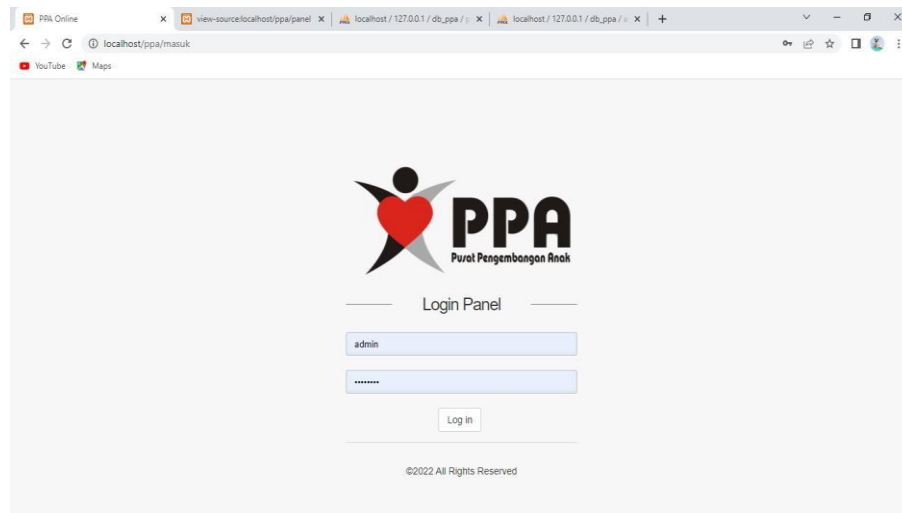 PPA Online
view-source:localhost/ppa/panel
localhost / 127.0.0.1 / db_ppa / p
localhost / 127.0.0.1 / db_ppa /
localhost/ppa/masuk
YouTube
Maps
PPA
Pusat Pengembangan Anak
Login Panel
admin
Log in
©2022 All Rights Reserved